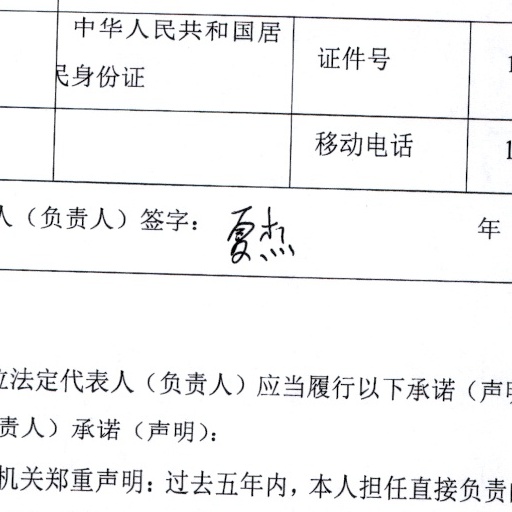 中华人民共和国居
民身份证
证件号
1
移动电话
1
人（负责人）签字：夏杰 年
位法定代表人（负责人）应当履行以下承诺（声明
责人）承诺（声明）：
机关郑重声明：过去五年内，本人担任直接负责的